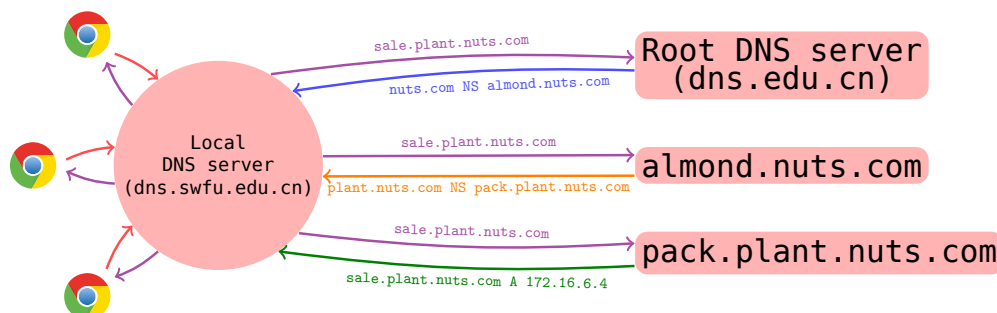 sale.plant.nuts.com
Root DNS server
(dns.edu.cn)
nuts.com NS almond.nuts.com
Local
DNS server
(dns.swfu.edu.cn)
sale.plant.nuts.com
almond.nuts.com
plant.nuts.com NS pack.plant.nuts.com
sale.plant.nuts.com
pack.plant.nuts.com
sale.plant.nuts.com A 172.16.6.4